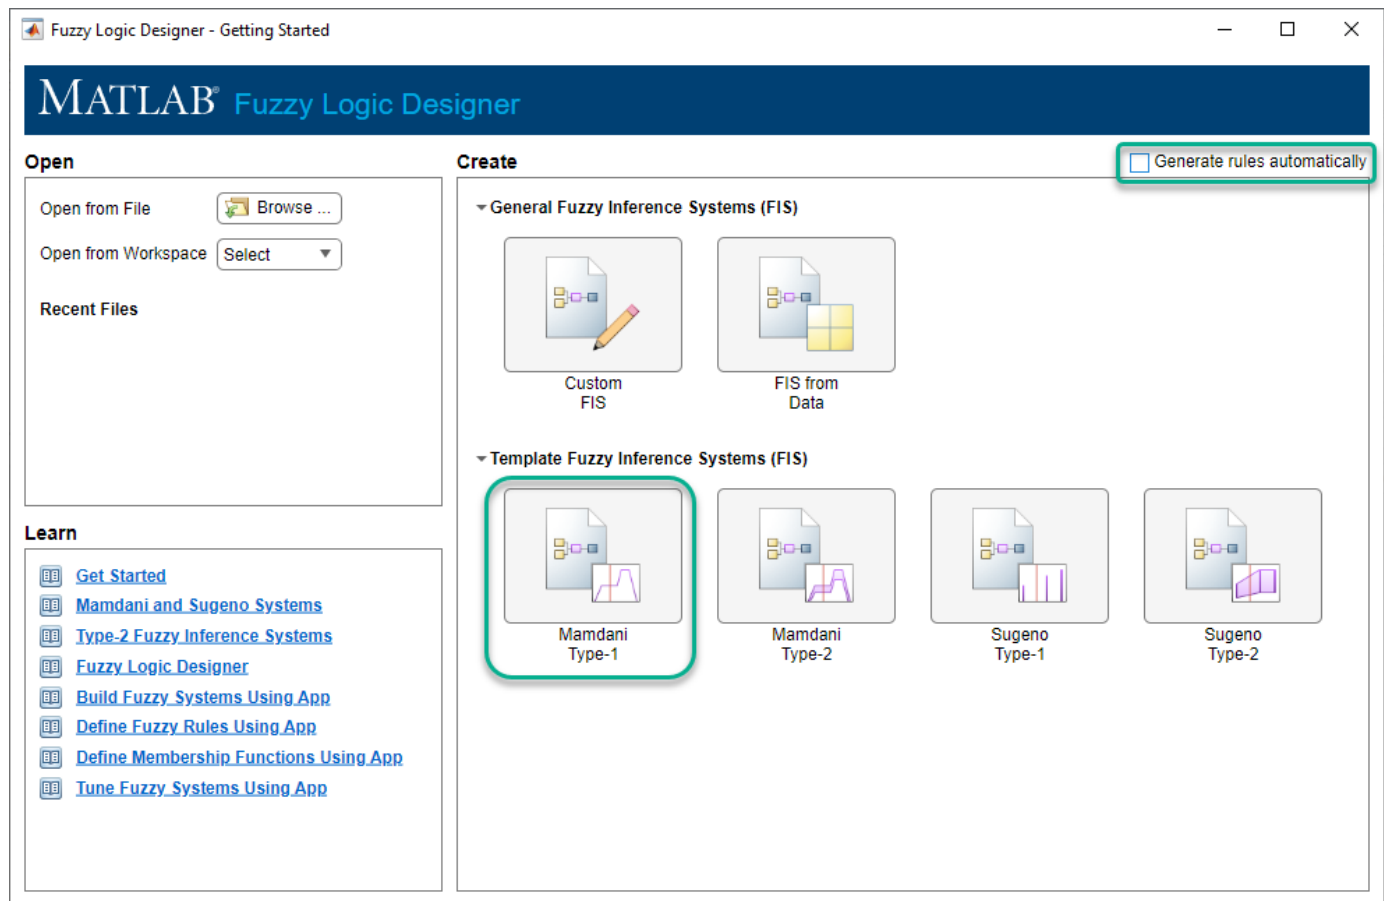 Fuzzy Logic Designer - Getting Started
MATLAB® Fuzzy Logic Designer
Open
Open from File
Browse ...
Open from Workspace
Select
Recent Files
Learn
Get Started
Mamdani and Sugeno Systems
Type-2 Fuzzy Inference Systems
Fuzzy Logic Designer
Build Fuzzy Systems Using App
Define Fuzzy Rules Using App
Define Membership Functions Using App
Tune Fuzzy Systems Using App
Create
Generate rules automatically
General Fuzzy Inference Systems (FIS)
Custom
FIS
FIS from
Data
Template Fuzzy Inference Systems (FIS)
Mamdani
Type-1
Mamdani
Type-2
Sugeno
Type-1
Sugeno
Type-2